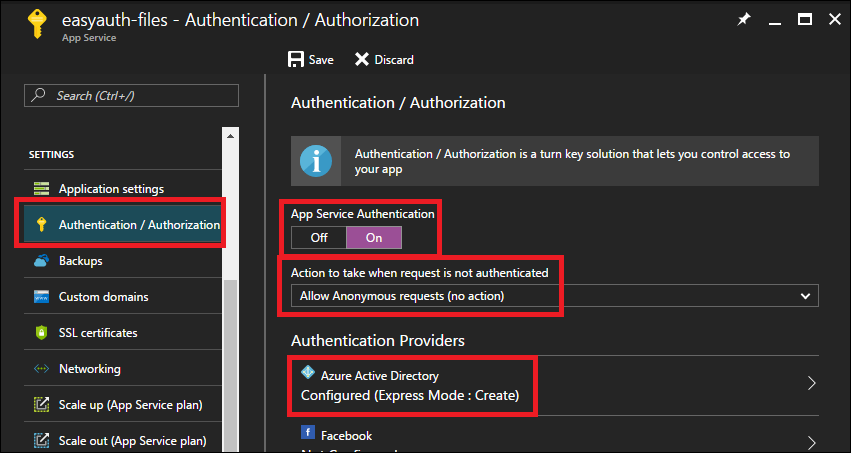 easyauth-files - Authentication / Authorization
App Service
Save Discard
Search (Ctrl+/)
SETTINGS
Application settings
Authentication / Authorization
Backups
Custom domains
SSL certificates
Networking
Scale up (App Service plan)
Scale out (App Service plan)
Authentication / Authorization
Authentication / Authorization is a turn key solution that lets you control access to
your app
App Service Authentication
Off On
Action to take when request is not authenticated
Allow Anonymous requests (no action)
Authentication Providers
Azure Active Directory
Configured (Express Mode : Create)
Facebook